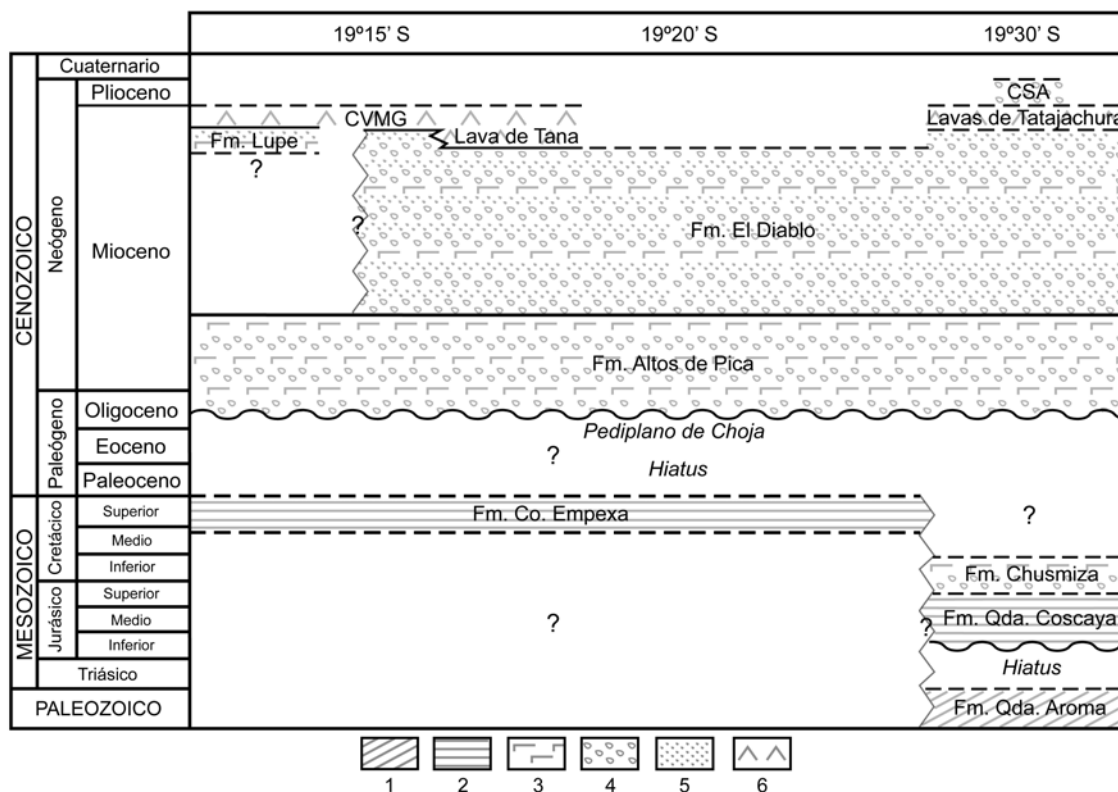 19º15’ S 19º20’ S 19º30’ S
CENOZOICO
Neógeno
Cuaternario
Plioceno
Mioceno
Paleógeno
Oligoceno
Eoceno
Paleoceno
MESOZOICO
Cretácico
Superior
Medio
Inferior
Jurásico
Superior
Medio
Inferior
Triásico
PALEOZOICO
CSA
CVMG
Lavas de Tatajachura
Fm. Lupe
Lava de Tana
?
?
Fm. El Diablo
Fm. Altos de Pica
Pediplano de Choja
?
Hiatus
Fm. Co. Empexa
?
Fm. Chusmiza
?
?
Fm. Qda. Coscaya
Hiatus
Fm. Qda. Aroma
1 2 3 4 5 6